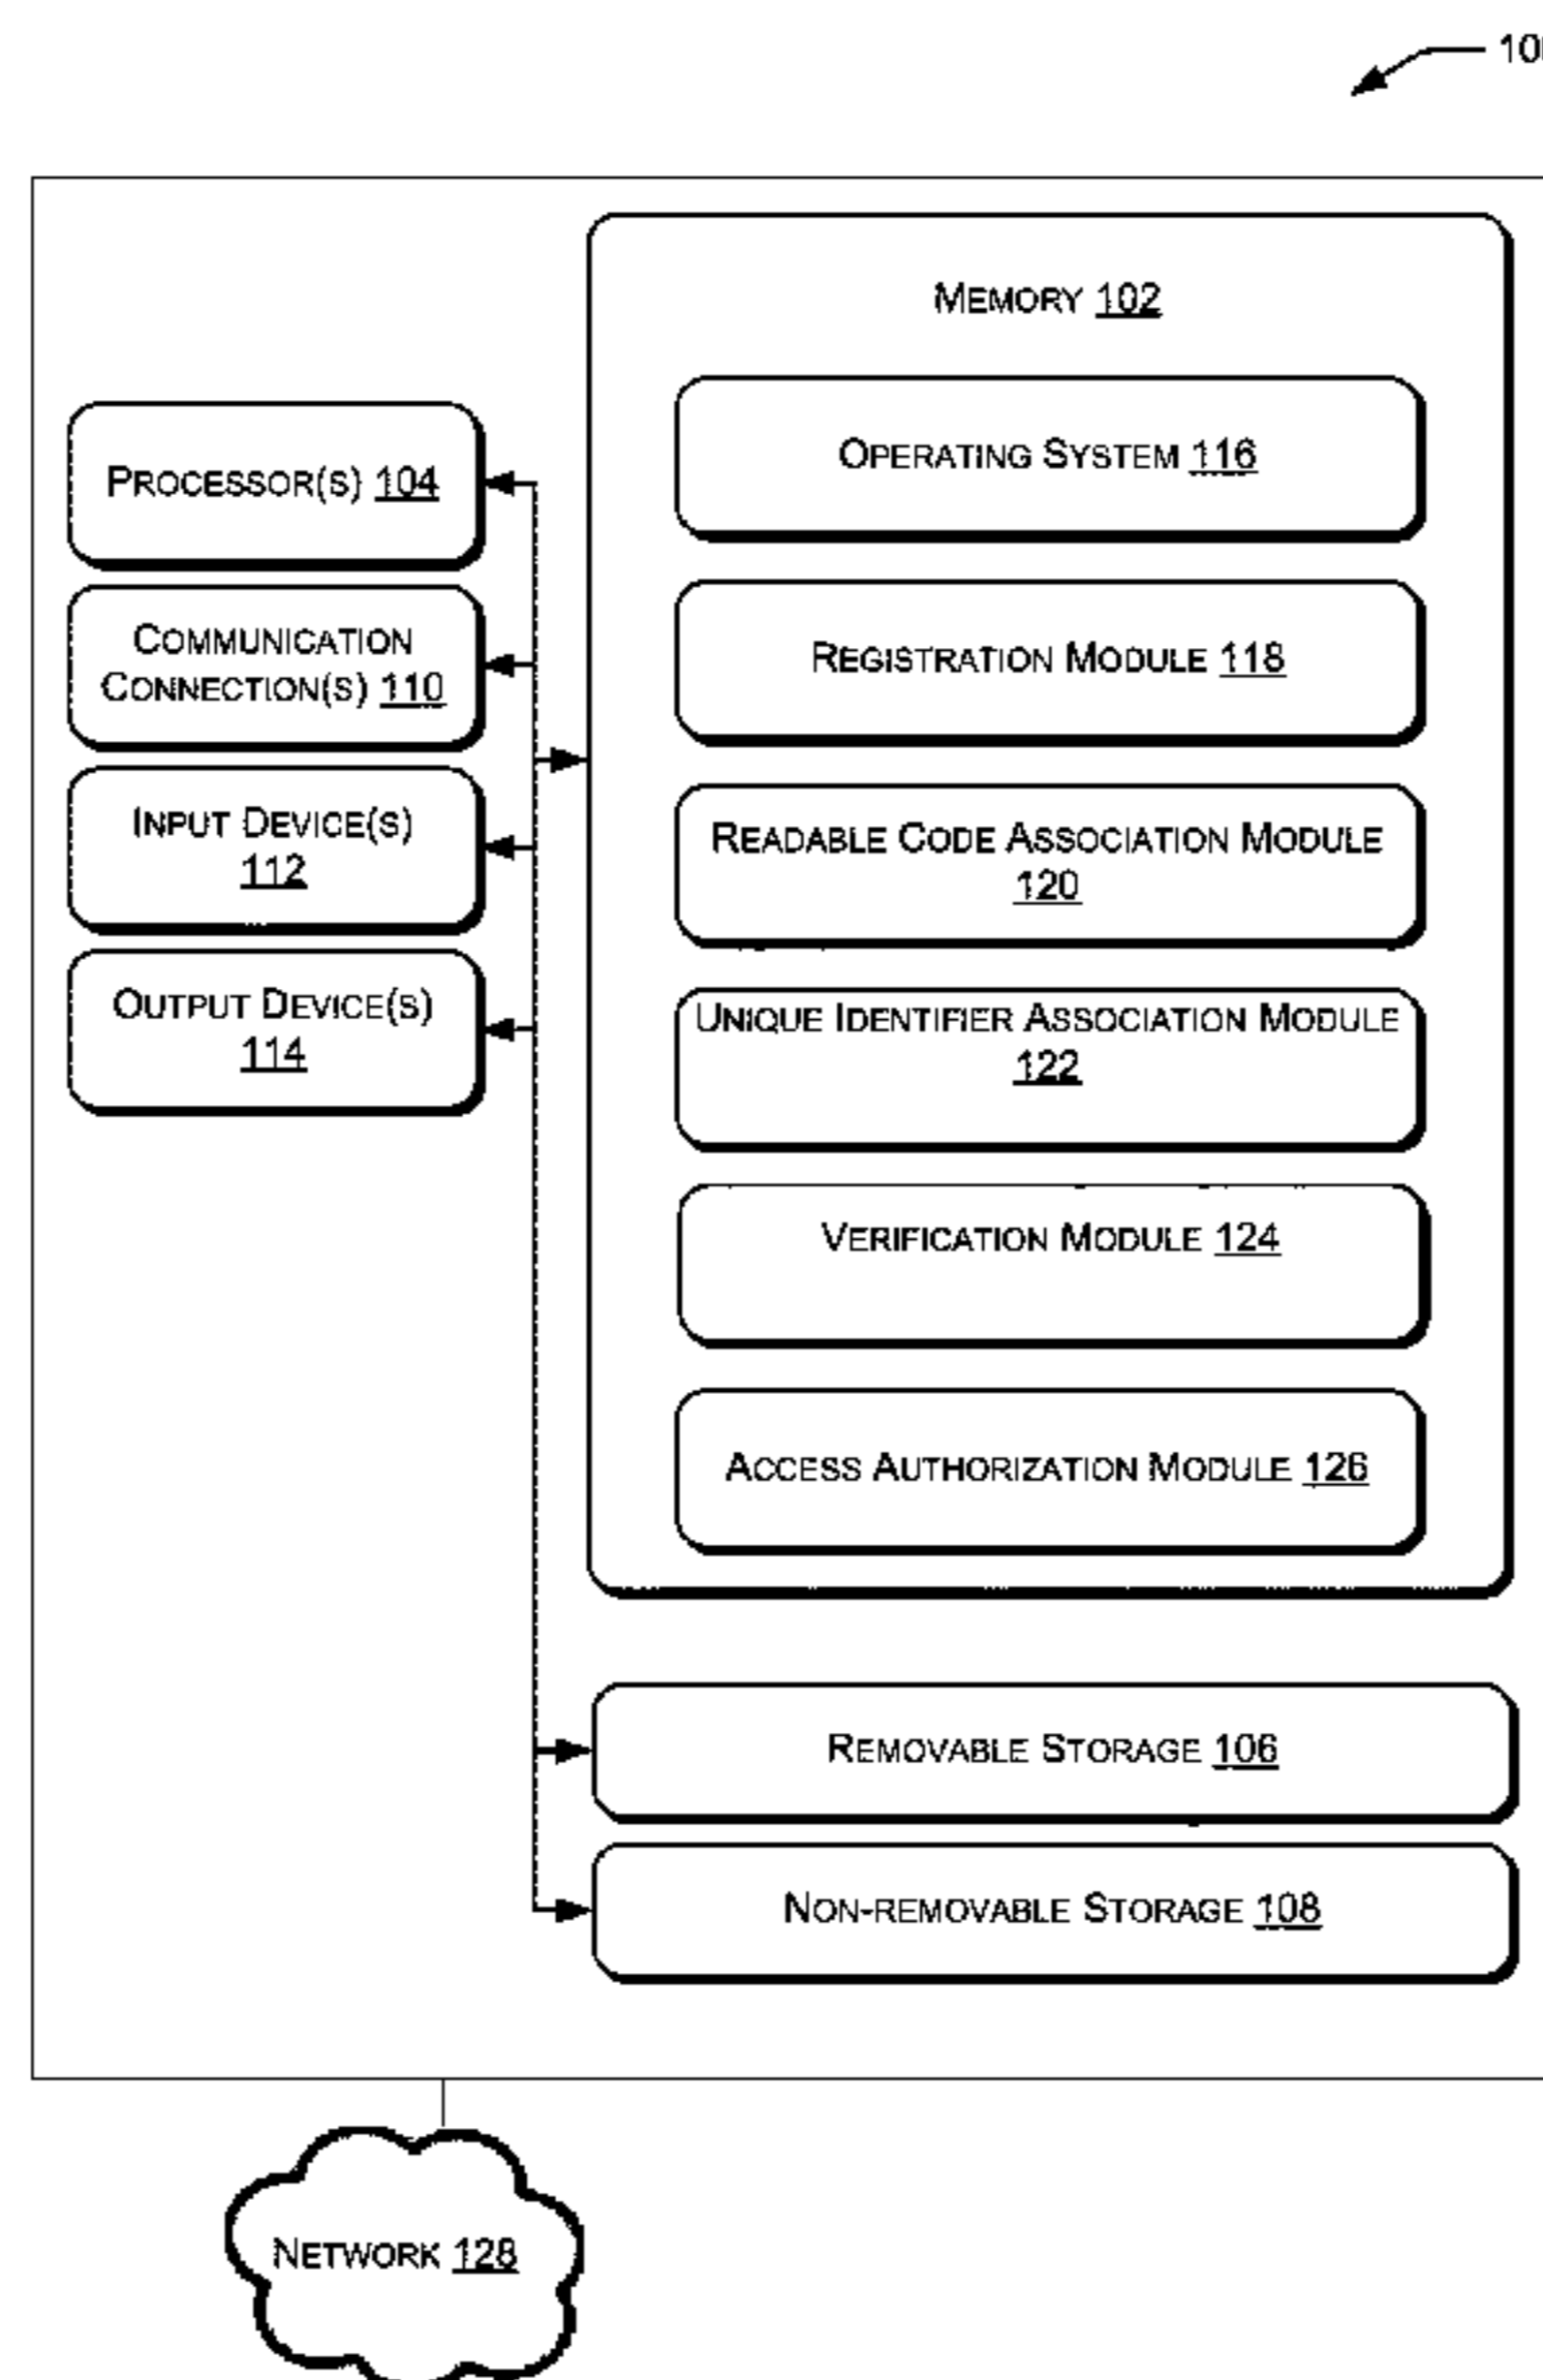 MEMORY 102
OPERATING SYSTEM 116
PROCESSOR(S) 104
COMMUNICATION
CONNECTION(S) 110
REGISTRATION MODULE 118
INPUT DEVICE(S)
112
READABLE CODE ASSOCIATION MODULE
120
OUTPUT DEVICE(S)
114
UNIQUE IDENTIFIER ASSOCIATION MODULE
122
VERIFICATION MODULE 124
ACCESS AUTHORIZATION MODULE 126
REMOVABLE STORAGE 106
NON-REMOVABLE STORAGE 108
NETWORK 128